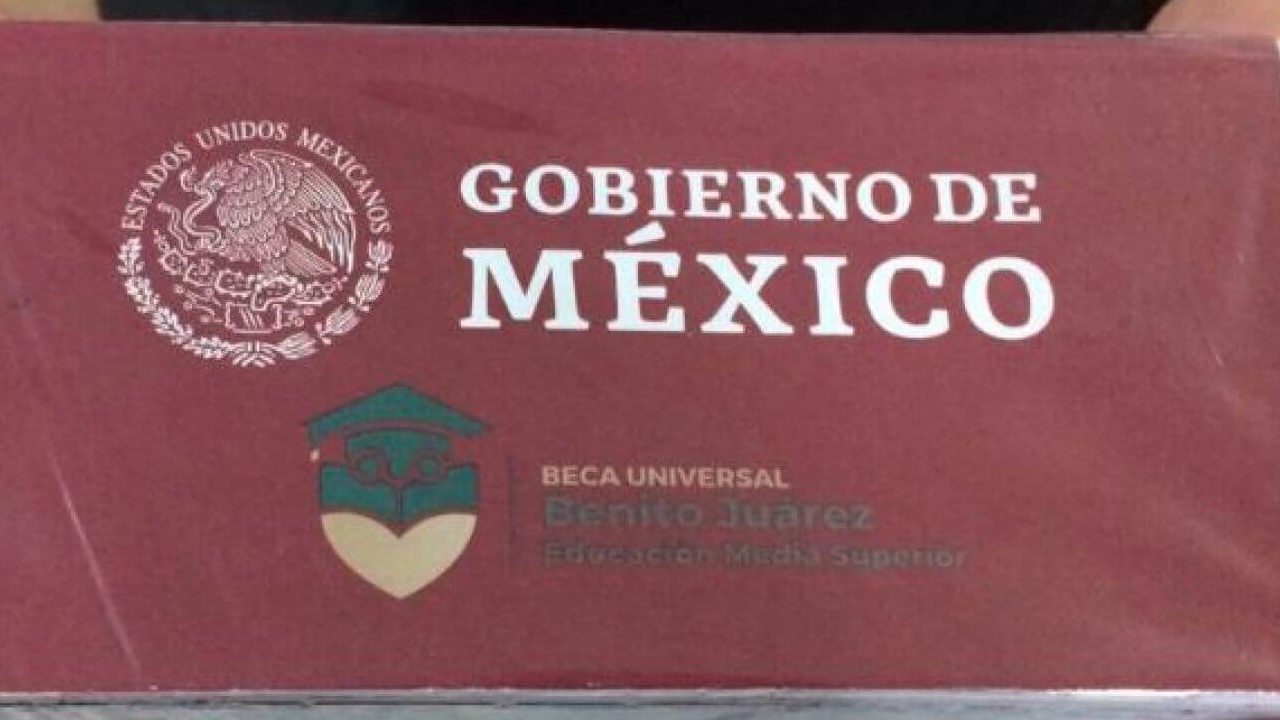 ESTADOS UNIDOS MEXICANOS
GOBIERNO DE
MÉXICO
BECA UNIVERSAL
Benito Juárez
Educación Media Superior